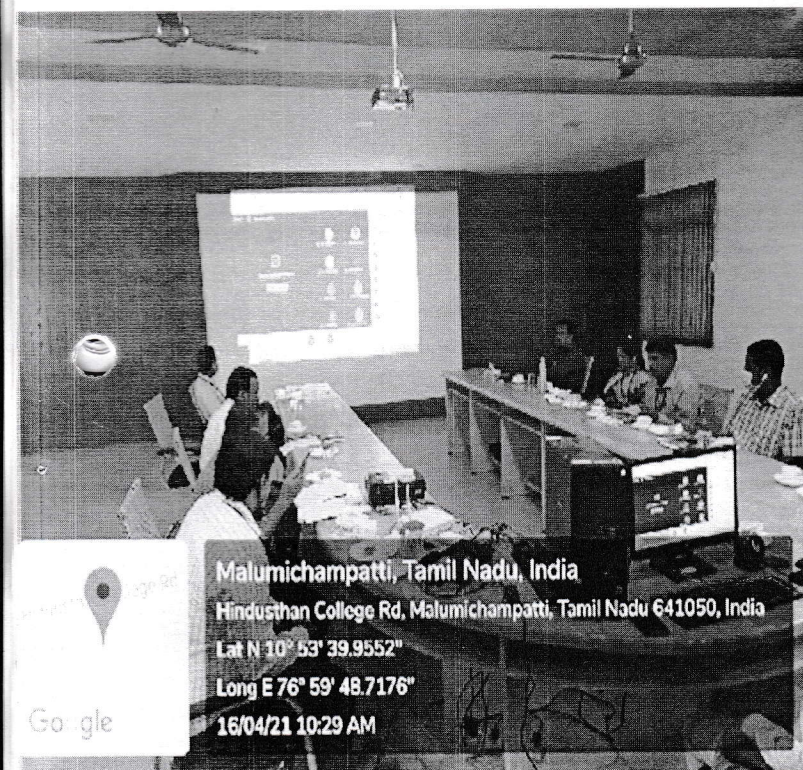 Malumichampatti, Tamil Nadu, India
Hindusthan College Rd, Malumichampatti, Tamil Nadu 641050, India
Lat N 10° 53' 39.9552"
Long E 76° 59' 48.7176"
16/04/21 10:29 AM
Google